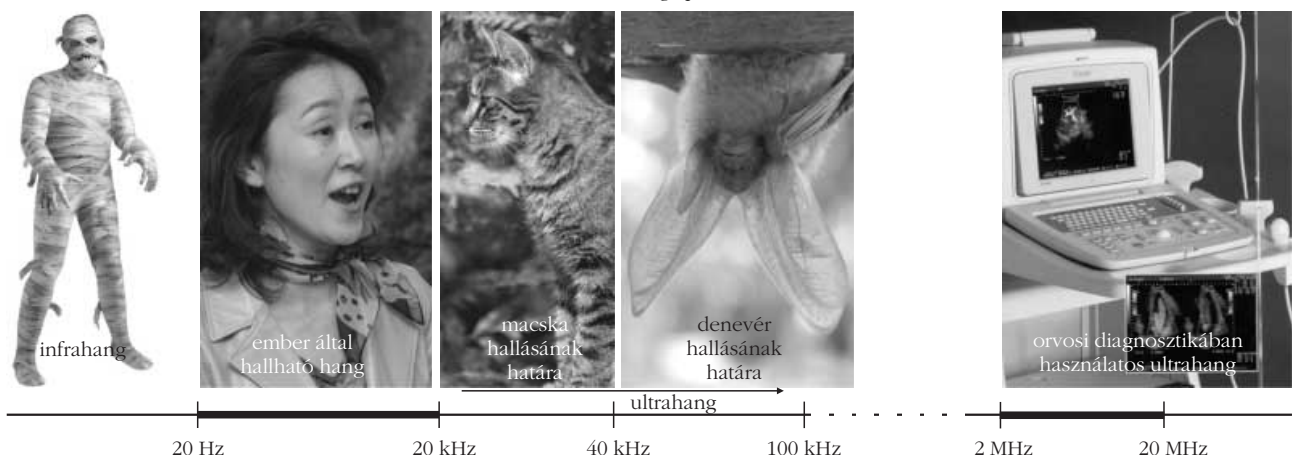 infrahang
ember által
hallható hang
macska
hallásának
határa
denevér
hallásának
határa
orvosi diagnosztikában
használatos ultrahang
ultrahang
20 Hz
20 kHz
40 kHz
100 kHz
2 MHz
20 MHz